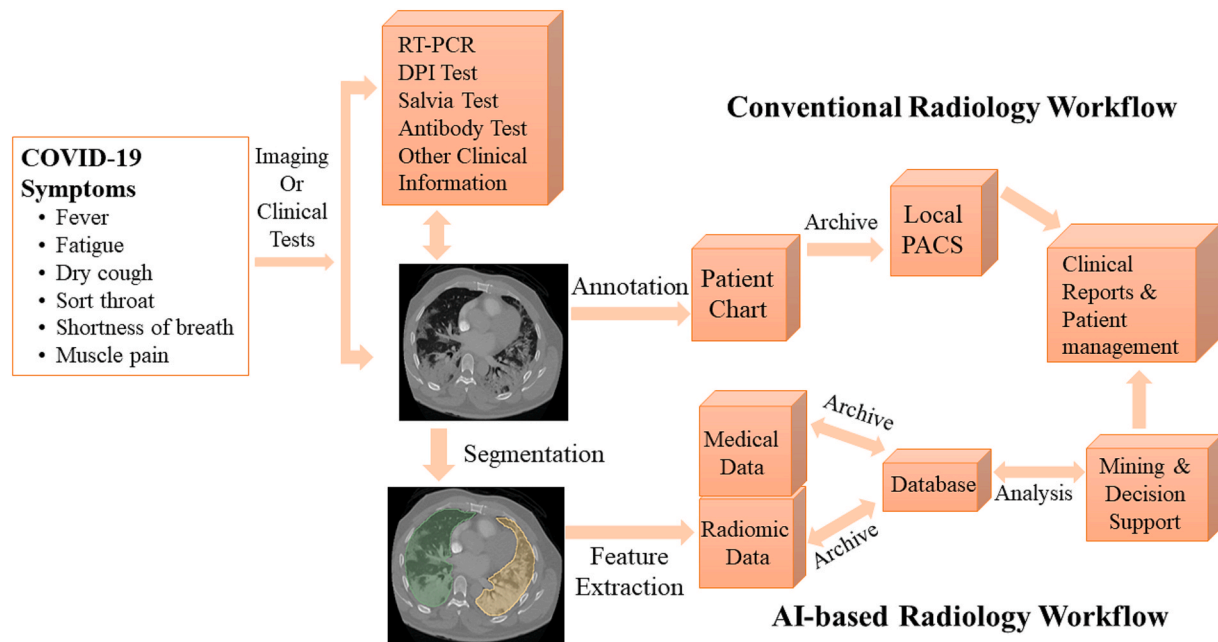 COVID-19
Symptoms
• Fever
• Fatigue
• Dry cough
• Sort throat
• Shortness of breath
• Muscle pain
Imaging
Or
Clinical
Tests
RT-PCR
DPI Test
Salvia Test
Antibody Test
Other Clinical
Information
Conventional Radiology Workflow
Annotation
Patient
Chart
Archive
Local
PACS
Clinical
Reports &
Patient
management
Segmentation
Feature
Extraction
Medical
Data
Radiomic
Data
Archive
Archive
Database
Analysis
Mining &
Decision
Support
AI-based Radiology Workflow